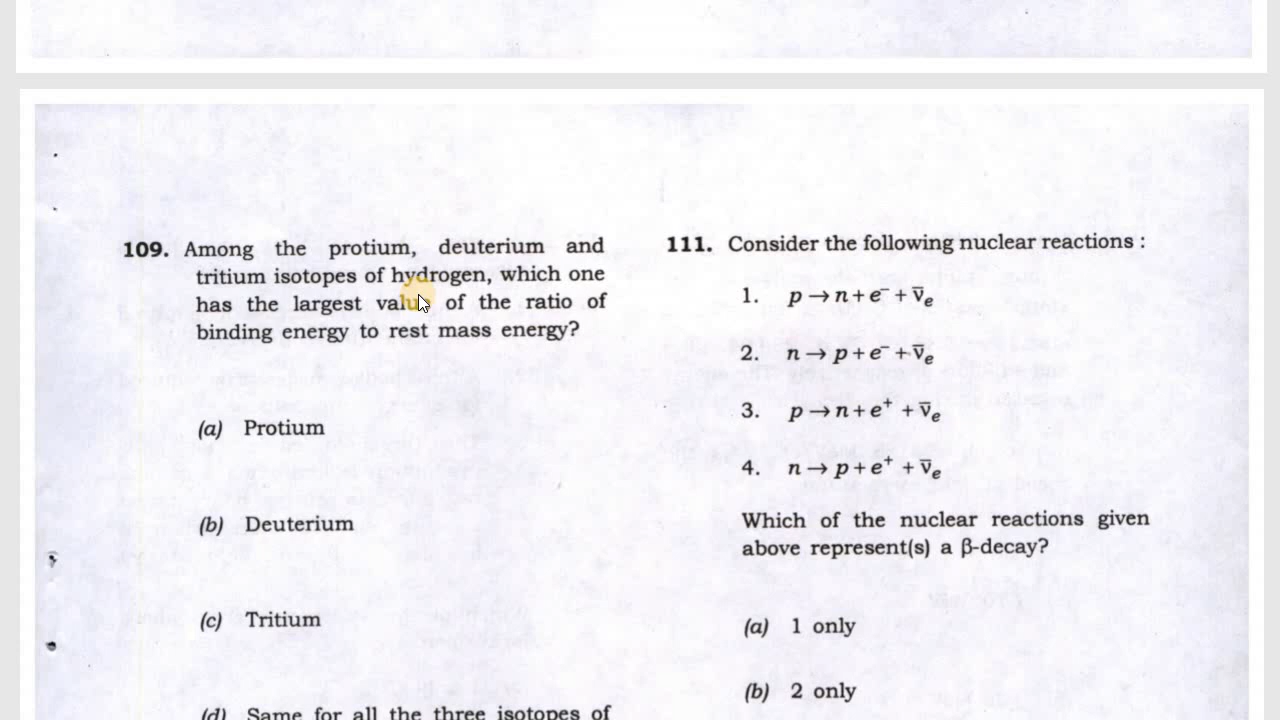 109. Among the protium, deuterium and
tritium isotopes of hydrogen, which one
has the largest value of the ratio of
binding energy to rest mass energy?
(a) Protium
(b) Deuterium
(c) Tritium
(d) Same for all the three isotopes of
111. Consider the following nuclear reactions :
1. p → n + e⁻ + ν̅ₑ
2. n → p + e⁻ + ν̅ₑ
3. p → n + e⁺ + ν̅ₑ
4. n → p + e⁺ + ν̅ₑ
Which of the nuclear reactions given
above represent(s) a β-decay?
(a) 1 only
(b) 2 only